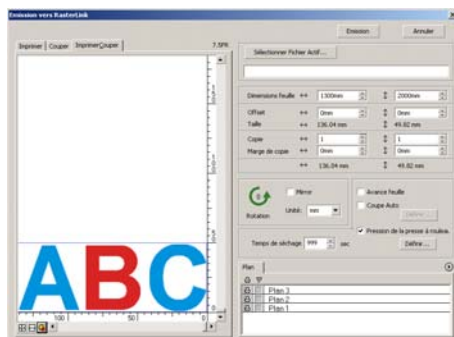 Emission vers RasterLink
Emission Annuler
Imprimer Couper ImprimerCouper 7.5PR
Sélectionner Fichier Actif...
Dimensions feuille 1300mm 2000mm
Offset 0mm 0mm
Taille 136.04 mm 49.82 mm
Copie 1 1
Marge de copie 0mm 0mm
136.04 mm 49.82 mm
Mirror Avance feuille
Rotation Unité: mm Coupe Auto
Définir ...
Pression de la presse à rouleau.
Temps de séchage 999 sec Définir ...
ABC
Plan
Plan 3
Plan 2
Plan 1
100 50 0